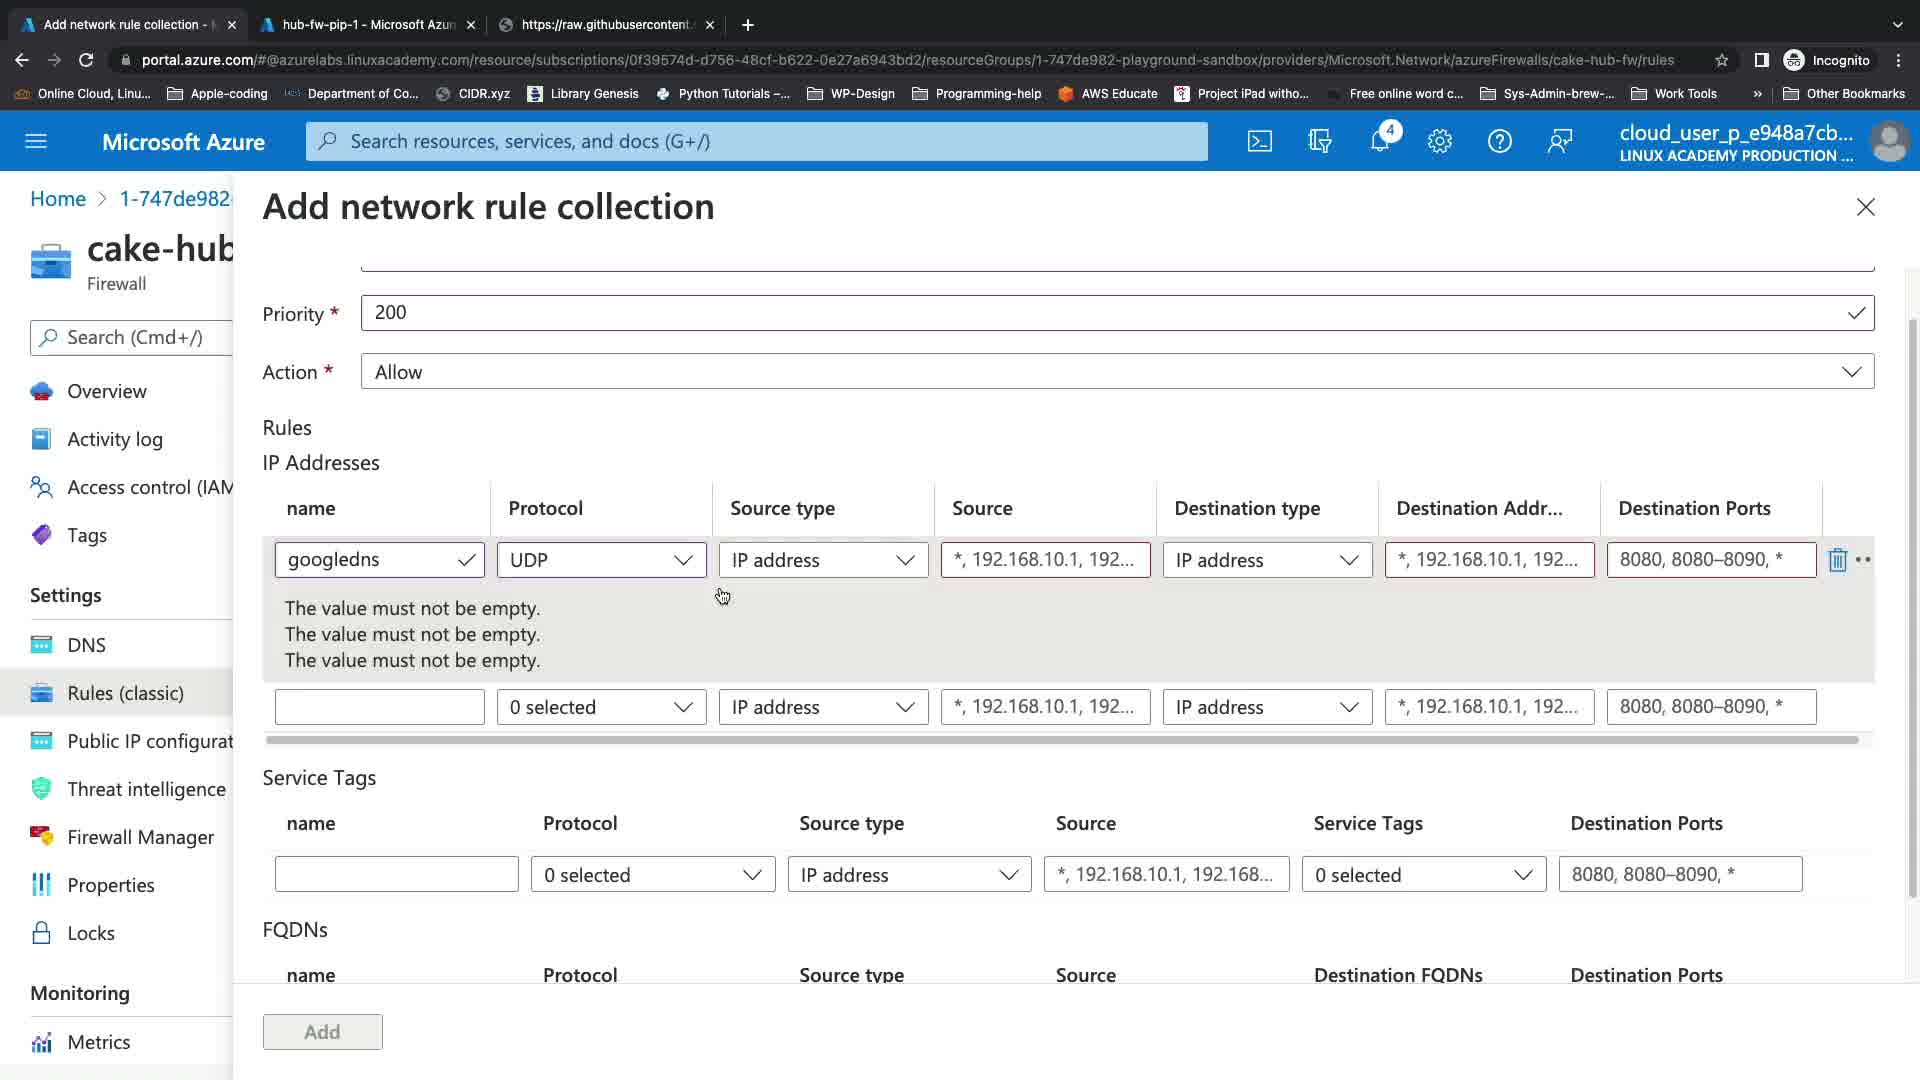 Add network rule collection -
hub-fw-pip-1 - Microsoft Azur
https://raw.githubusercontent.
portal.azure.com/#@azurelabs.linuxacademy.com/resource/subscriptions/0f39574d-d756-48cf-b622-0e27a6943bd2/resourceGroups/1-747de982-playground-sandbox/providers/Microsoft.Network/azureFirewalls/cake-hub-fw/rules
Incognito
Online Cloud, Linu...
Apple-coding
Department of Co...
CIDR.xyz
Library Genesis
Python Tutorials –...
WP-Design
Programming-help
AWS Educate
Project iPad witho...
Free online word c...
Sys-Admin-brew-...
Work Tools
»
Other Bookmarks
Microsoft Azure
Search resources, services, and docs (G+/)
4
cloud_user_p_e948a7cb...
LINUX ACADEMY PRODUCTION ...
Home > 1-747de982-
cake-hub
Firewall
Search (Cmd+/)
Overview
Activity log
Access control (IAM
Tags
Settings
DNS
Rules (classic)
Public IP configurat
Threat intelligence
Firewall Manager
Properties
Locks
Monitoring
Metrics
Add network rule collection
Priority * 200
Action * Allow
Rules
IP Addresses
name Protocol Source type Source Destination type Destination Addr... Destination Ports
googledns UDP IP address *, 192.168.10.1, 192... IP address *, 192.168.10.1, 192... 8080, 8080–8090, *
The value must not be empty.
The value must not be empty.
The value must not be empty.
0 selected IP address *, 192.168.10.1, 192... IP address *, 192.168.10.1, 192... 8080, 8080–8090, *
Service Tags
name Protocol Source type Source Service Tags Destination Ports
0 selected IP address *, 192.168.10.1, 192.168... 0 selected 8080, 8080–8090, *
FQDNs
name Protocol Source type Source Destination FQDNs Destination Ports
Add